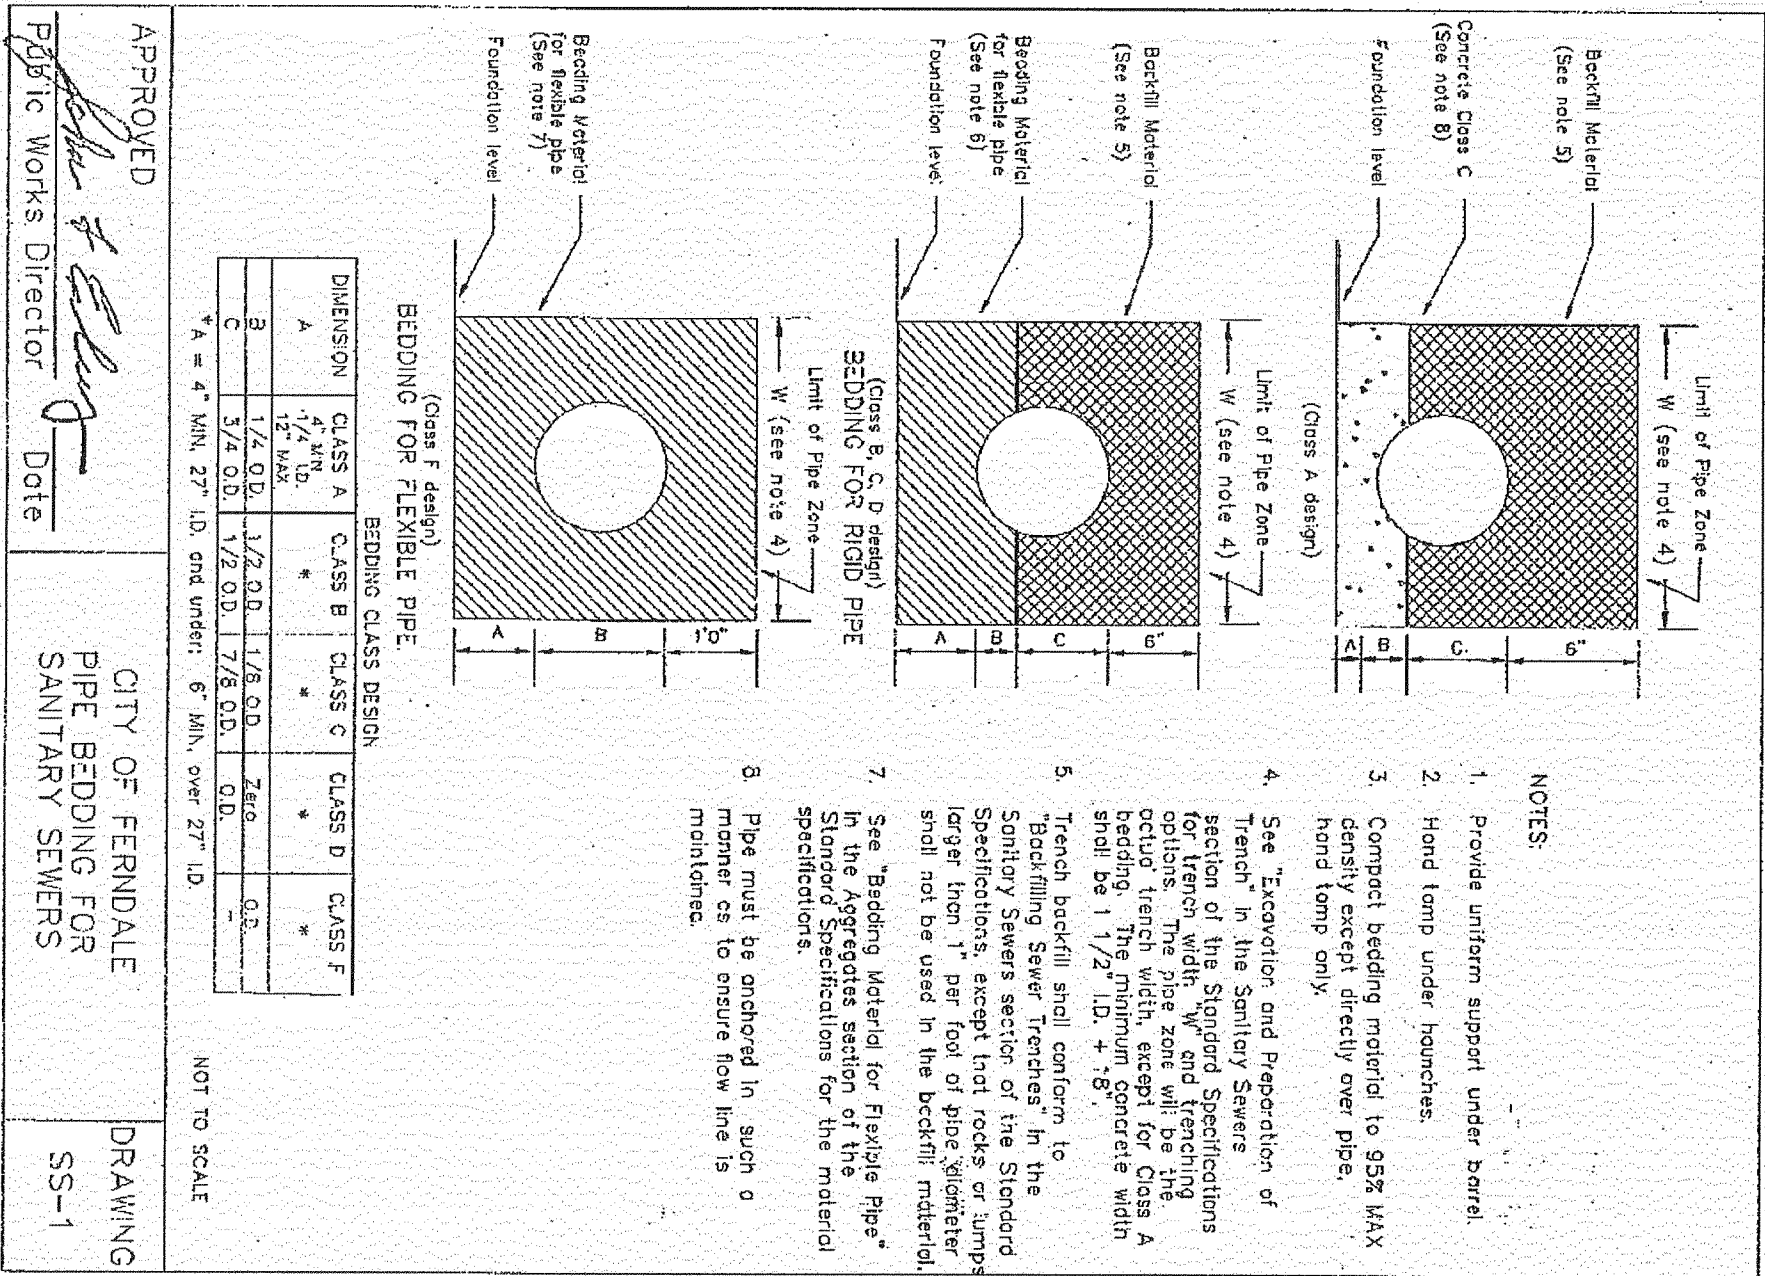 Limit of Pipe Zone
W (see note 4)
Backfill Material
(See note 5)
Concrete Class C
(See note 8)
Foundation level
A
B
C
6"
(Class A design)
Limit of Pipe Zone
W (see note 4)
Backfill Material
(See note 5)
Bedding Material
for flexible pipe
(See note 6)
Foundation level
A
B
C
6"
(Class B, C, D design)
BEDDING FOR RIGID PIPE
Limit of Pipe Zone
W (see note 4)
Bedding Material
for flexible pipe
(See note 7)
Foundation level
A
B
1'0"
(Class F design)
BEDDING FOR FLEXIBLE PIPE
BEDDING CLASS DESIGN
DIMENSION CLASS A CLASS B CLASS C CLASS D CLASS F
A 4" MIN 1/4 I.D. 12" MAX * * * *
B 1/4 O.D. 1/2 O.D. 1/8 O.D. Zero O.D.
C 3/4 O.D. 1/2 O.D. 7/8 O.D. O.D. -
*A = 4" MIN, 27" I.D. and under; 6" MIN, over 27" I.D.
NOTES:
1. Provide uniform support under barrel.
2. Hand tamp under haunches.
3. Compact bedding material to 95% MAX
density except directly over pipe,
hand tamp only.
4. See "Excavation and Preparation of
Trench" in the Sanitary Sewers
section of the Standard Specifications
for trench width "W" and trenching
options. The pipe zone will be the
actual trench width, except for Class A
bedding. The minimum concrete width
shall be 1 1/2" I.D. + 18".
5. Trench backfill shall conform to
"Backfilling Sewer Trenches" in the
Sanitary Sewers section of the Standard
Specifications, except that rocks or lumps
larger than 1" per foot of pipe diameter
shall not be used in the backfill material.
7. See "Bedding Material for Flexible Pipe"
in the Aggregates section of the
Standard Specifications for the material
specifications.
8. Pipe must be anchored in such a
manner as to ensure flow line is
maintained.
NOT TO SCALE
APPROVED
Public Works Director Date
CITY OF FERNDALE
PIPE BEDDING FOR
SANITARY SEWERS
DRAWING
SS-1